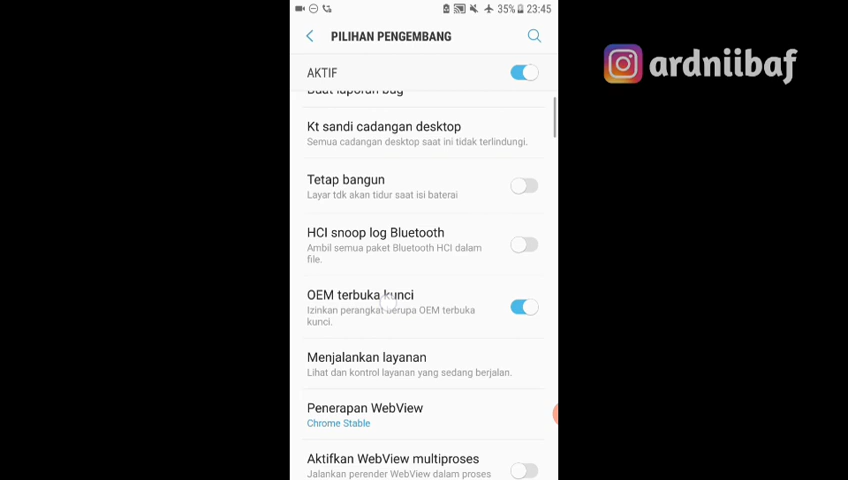 35% 23:45
PILIHAN PENGEMBANG
AKTIF
Buat laporan bug
Kt sandi cadangan desktop
Semua cadangan desktop saat ini tidak terlindungi.
Tetap bangun
Layar tdk akan tidur saat isi baterai
HCI snoop log Bluetooth
Ambil semua paket Bluetooth HCI dalam
file.
OEM terbuka kunci
Izinkan perangkat berupa OEM terbuka
kunci.
Menjalankan layanan
Lihat dan kontrol layanan yang sedang berjalan.
Penerapan WebView
Chrome Stable
Aktifkan WebView multiproses
Jalankan perender WebView dalam proses
ardniibaf